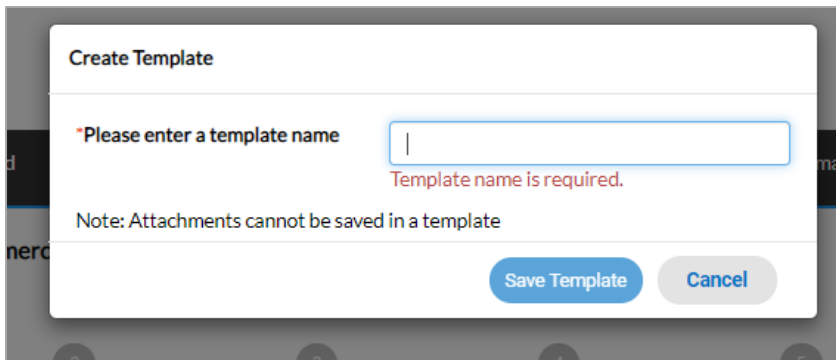 Create Template
*Please enter a template name
Template name is required.
Note: Attachments cannot be saved in a template
Save Template
Cancel